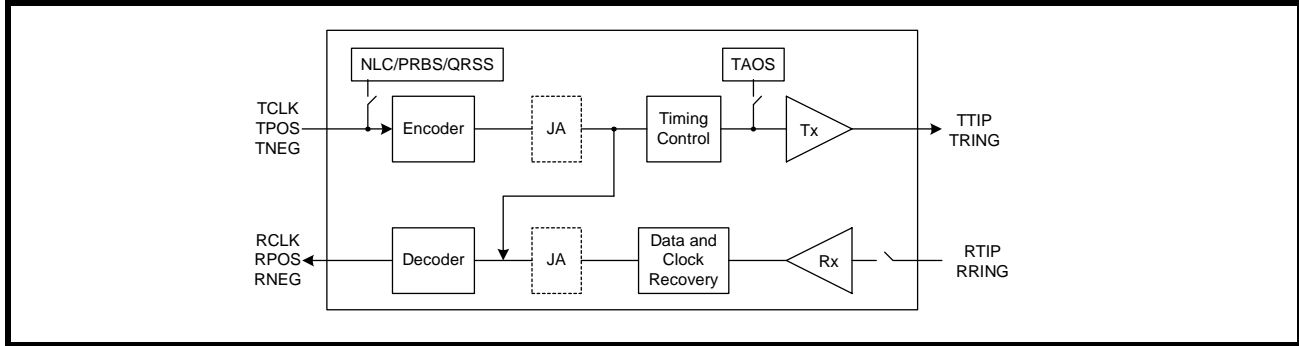 NLC/PRBS/QRSS
TAOS
TCLK
TPOS
TNEG
Encoder
JA
Timing
Control
Tx
TTIP
TRING
RCLK
RPOS
RNEG
Decoder
JA
Data and
Clock
Recovery
Rx
RTIP
RRING